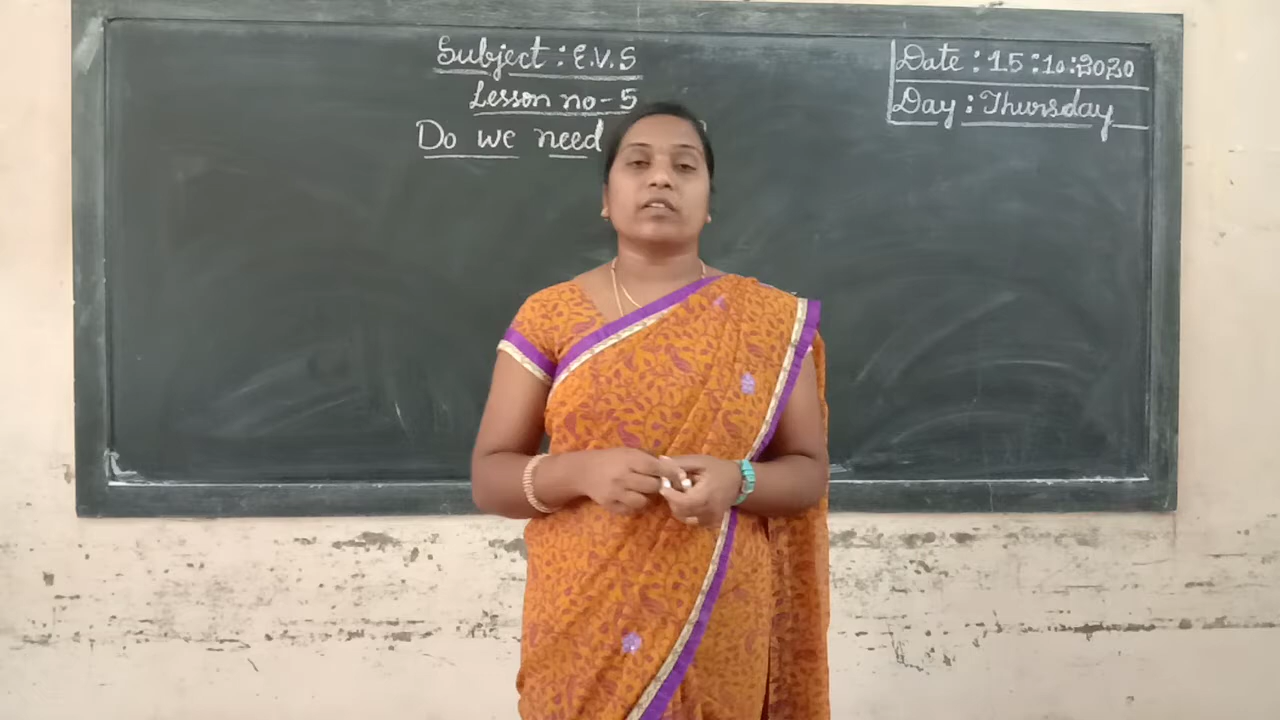 Subject : E.V.S
Lesson no - 5
Do we need
Date : 15 : 10 : 2020
Day : Thursday